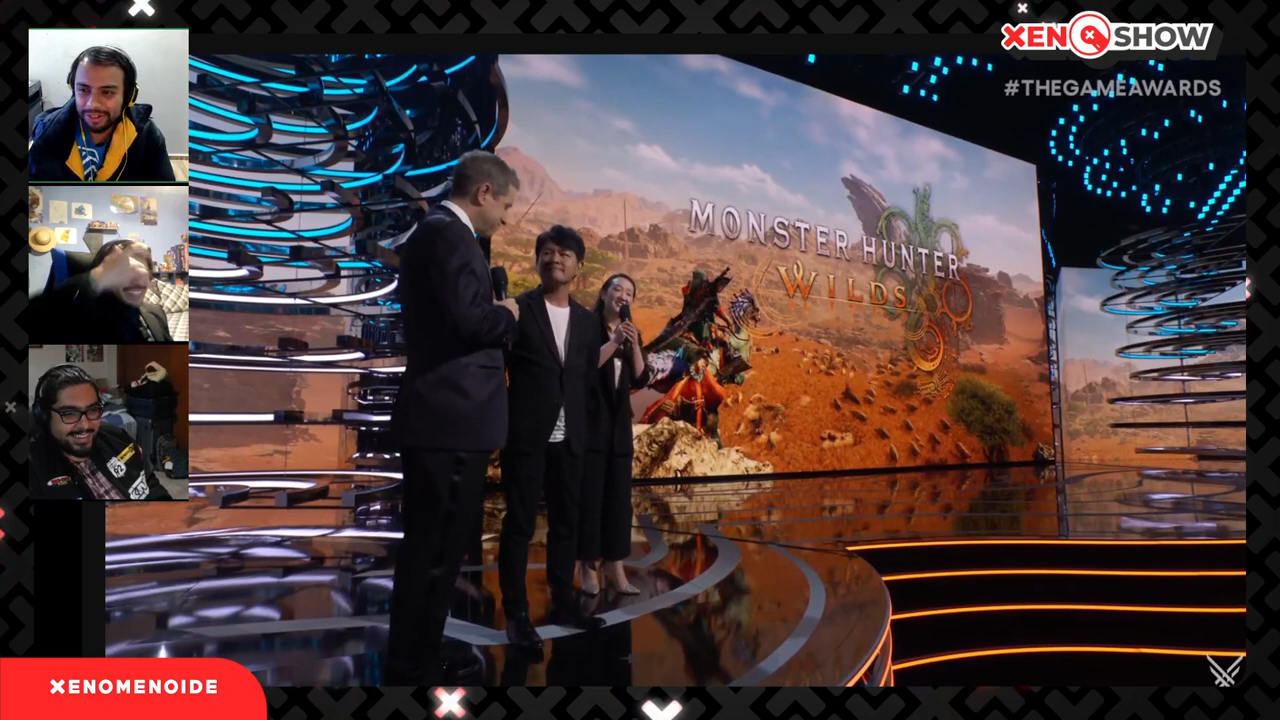 XENOSHOW
#THEGAMEAWARDS
MONSTER HUNTER
WILDS
XENOMENOIDE